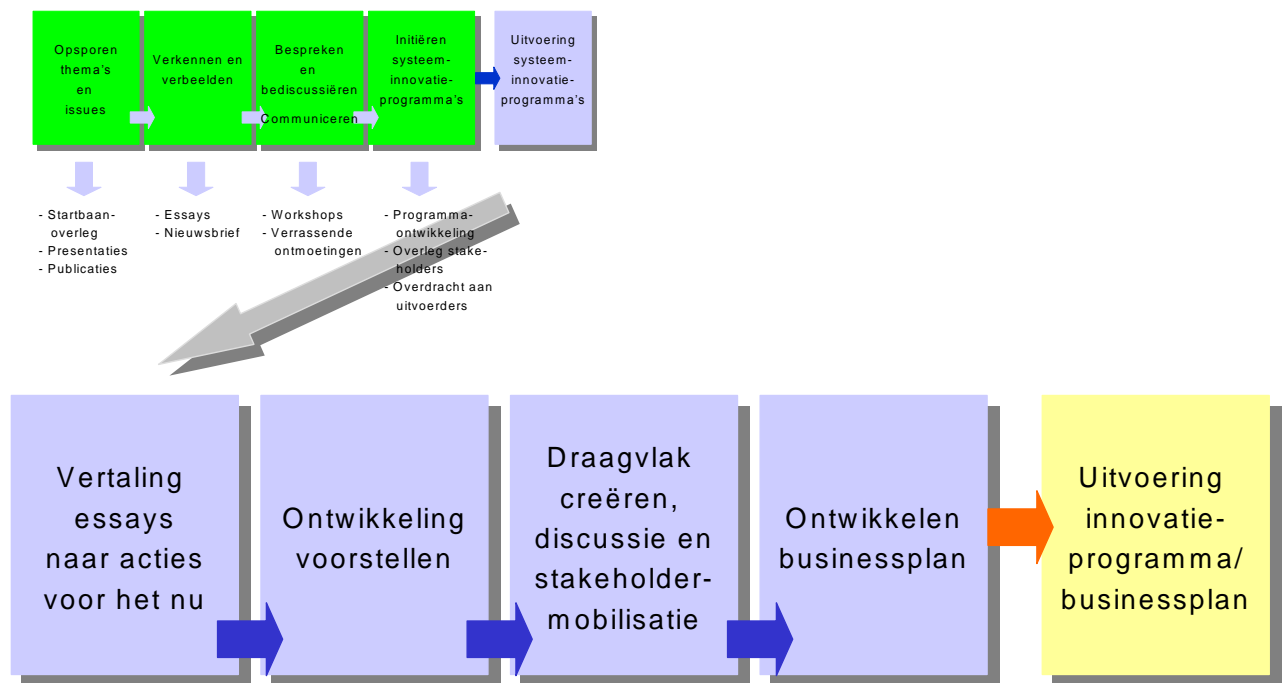 Opsporen
thema's
en
issues
Verkennen en
verbeelden
Bespreken
en
bediscussiëren
Communiceren
Initiëren
systeem-
innovatie-
programma's
Uitvoering
systeem-
innovatie-
programma's
- Startbaan-
overleg
- Presentaties
- Publicaties
- Essays
- Nieuwsbrief
- Workshops
- Verrassende
ontmoetingen
- Programma-
ontwikkeling
- Overleg stake-
holders
- Overdracht aan
uitvoerders
Vertaling
essays
naar acties
voor het nu
Ontwikkeling
voorstellen
Draagvlak
creëren,
discussie en
stakeholder-
mobilisatie
Ontwikkelen
businessplan
Uitvoering
innovatie-
programma/
businessplan